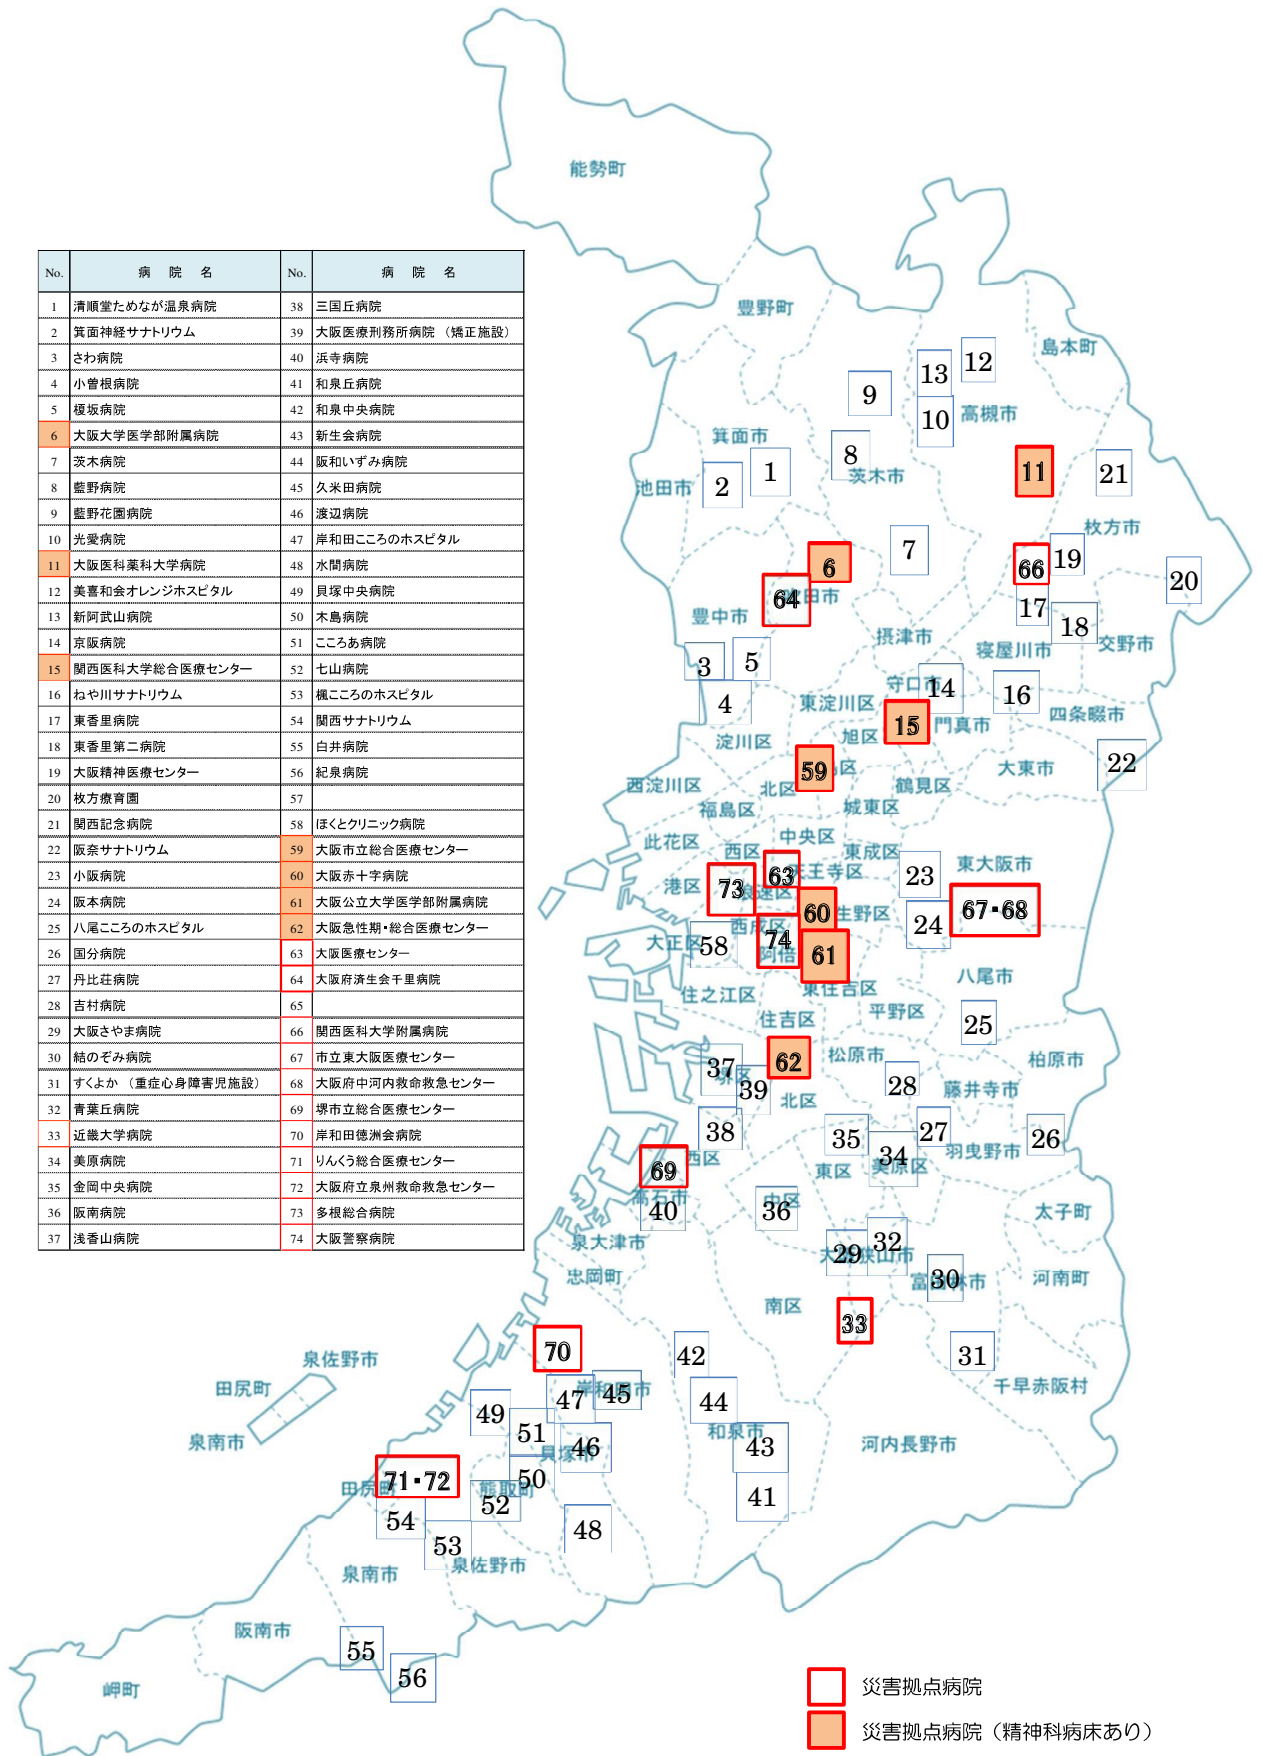 No. 病 院 名 No. 病 院 名
1 清順堂ためなが温泉病院 38 三国丘病院
2 箕面神経サナトリウム 39 大阪医療刑務所病院 (矯正施設)
3 さわ病院 40 浜寺病院
4 小曽根病院 41 和泉丘病院
5 榎坂病院 42 和泉中央病院
6 大阪大学医学部附属病院 43 新生会病院
7 茨木病院 44 阪和いずみ病院
8 藍野病院 45 久米田病院
9 藍野花園病院 46 渡辺病院
10 光愛病院 47 岸和田こころのホスピタル
11 大阪医科薬科大学病院 48 水間病院
12 美喜和会オレンジホスピタル 49 貝塚中央病院
13 新阿武山病院 50 木島病院
14 京阪病院 51 こころあ病院
15 関西医科大学総合医療センター 52 七山病院
16 ねや川サナトリウム 53 楓こころのホスピタル
17 東香里病院 54 関西サナトリウム
18 東香里第二病院 55 白井病院
19 大阪精神医療センター 56 紀泉病院
20 枚方療育園 57
21 関西記念病院 58 ほくとクリニック病院
22 阪奈サナトリウム 59 大阪市立総合医療センター
23 小阪病院 60 大阪赤十字病院
24 阪本病院 61 大阪公立大学医学部附属病院
25 八尾こころのホスピタル 62 大阪急性期・総合医療センター
26 国分病院 63 大阪医療センター
27 丹比荘病院 64 大阪府済生会千里病院
28 吉村病院 65
29 大阪さやま病院 66 関西医科大学附属病院
30 結のぞみ病院 67 市立東大阪医療センター
31 すくよか (重症心身障害児施設) 68 大阪府中河内救命救急センター
32 青葉丘病院 69 堺市立総合医療センター
33 近畿大学病院 70 岸和田徳洲会病院
34 美原病院 71 りんくう総合医療センター
35 金岡中央病院 72 大阪府立泉州救命救急センター
36 阪南病院 73 多根総合病院
37 浅香山病院 74 大阪警察病院
能勢町
豊野町
島本町
12
13
9
10 高槻市
箕面市
8
茨木市
1
2
池田市
11
21
枚方市
7
6
66
19
20
64
田市
17
18
豊中市
摂津市
寝屋川市
交野市
3
5
4
守口市
14
16
東淀川区
15
旭区
門真市
四条畷市
淀川区
59
区
22
大東市
西淀川区
北区
鶴見区
福島区
城東区
此花区
中央区
西区
東成区
63
天王寺区
23
東大阪市
港区
73
浪速区
60
生野区
67・68
24
西成区
大正区
58
74
阿倍
61
八尾市
住之江区
東住吉区
平野区
住吉区
25
37
堺区
62
松原市
柏原市
39
28
北区
藤井寺市
38
35
27
26
34
羽曳野市
西区
69
東区
美原区
高石市
40
中区
36
太子町
泉大津市
29
32
大 狭山市
忠岡町
富 林市
30
河南町
南区
33
70
42
31
泉佐野市
田尻町
千早赤阪村
岸和田市
45
47
44
49
51
泉南市
貝塚市
46
和泉市
43
河内長野市
71・72
田尻町
50
熊取町
52
41
54
48
53
泉佐野市
泉南市
阪南市
55
56
岬町
災害拠点病院
災害拠点病院(精神科病床あり)